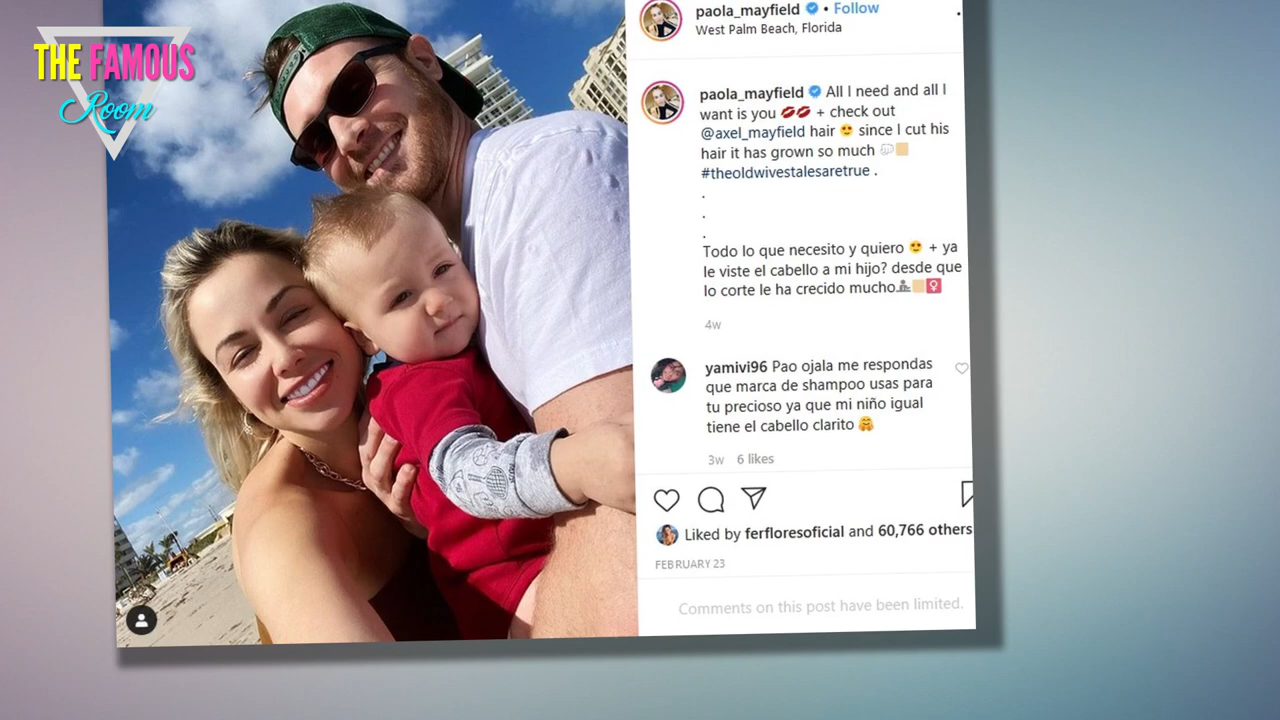 THE FAMOUS
Room
paola_mayfield • Follow
West Palm Beach, Florida
paola_mayfield All I need and all I
want is you 💋💋 + check out
@axel_mayfield hair 😍 since I cut his
hair it has grown so much 💭🏼
#theoldwivestalesaretrue .
.
.
.
Todo lo que necesito y quiero 😍 + ya
le viste el cabello a mi hijo? desde que
lo corte le ha crecido mucho
4w
yamivi96 Pao ojala me respondas
que marca de shampoo usas para
tu precioso ya que mi niño igual
tiene el cabello clarito 🤗
3w 6 likes
Liked by ferfloresoficial and 60,766 others
FEBRUARY 23
Comments on this post have been limited.